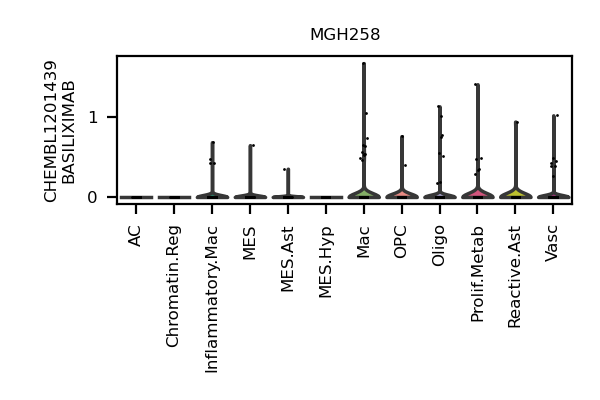 MGH258
CHEMBL1201439
BASILIXIMAB
1
0
AC
Chromatin.Reg
Inflammatory.Mac
MES
MES.Ast
MES.Hyp
Mac
OPC
Oligo
Prolif.Metab
Reactive.Ast
Vasc